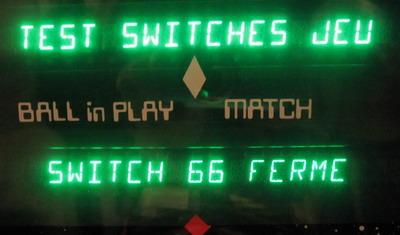 TEST SWITCHES JEU
BALL in PLAY MATCH
SWITCH 66 FERME